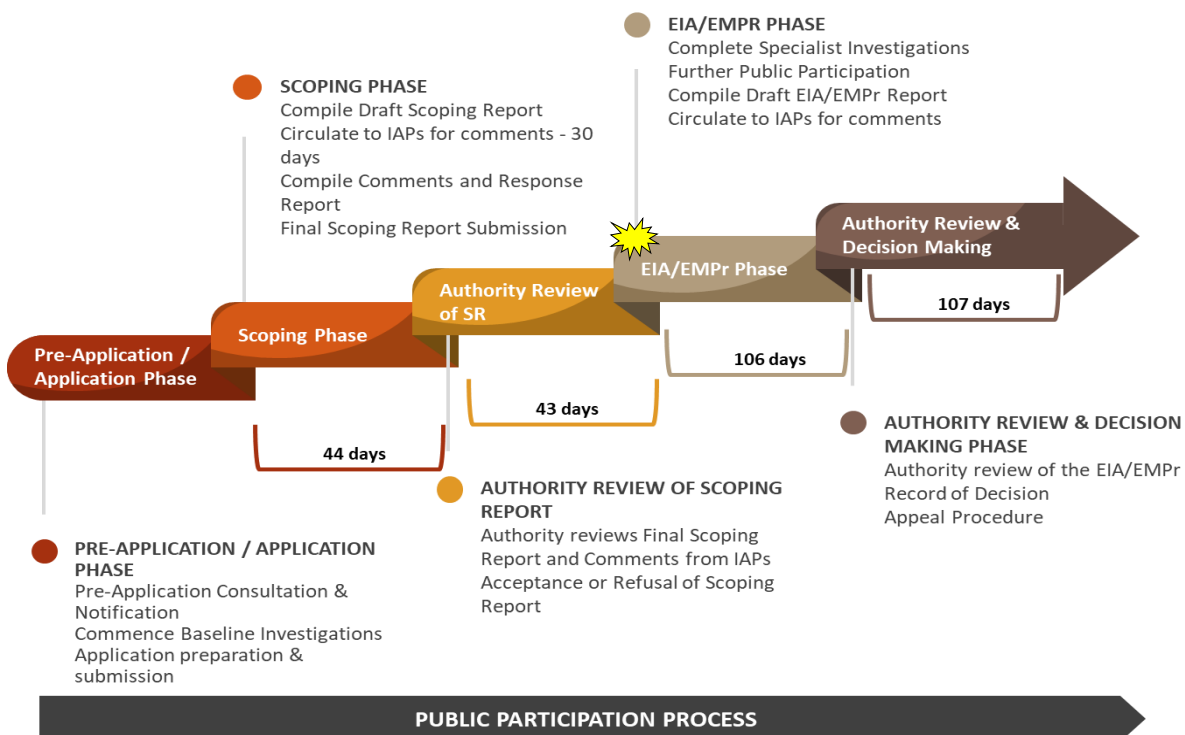 EIA/EMPR PHASE
Complete Specialist Investigations
Further Public Participation
Compile Draft EIA/EMPr Report
Circulate to IAPs for comments
SCOPING PHASE
Compile Draft Scoping Report
Circulate to IAPs for comments - 30
days
Compile Comments and Response
Report
Final Scoping Report Submission
Authority Review &
Decision Making
EIA/EMPr Phase
Authority Review
of SR
Scoping Phase
Pre-Application /
Application Phase
107 days
106 days
43 days
44 days
AUTHORITY REVIEW & DECISION
MAKING PHASE
Authority review of the EIA/EMPr
Record of Decision
Appeal Procedure
AUTHORITY REVIEW OF SCOPING
REPORT
Authority reviews Final Scoping
Report and Comments from IAPs
Acceptance or Refusal of Scoping
Report
PRE-APPLICATION / APPLICATION
PHASE
Pre-Application Consultation &
Notification
Commence Baseline Investigations
Application preparation &
submission
PUBLIC PARTICIPATION PROCESS